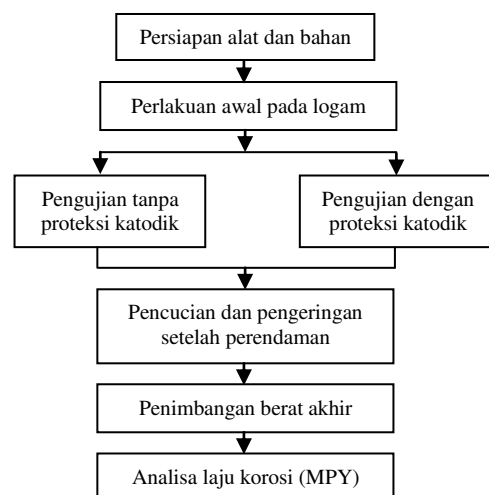 Persiapan alat dan bahan
Perlakuan awal pada logam
Pengujian tanpa
proteksi katodik
Pengujian dengan
proteksi katodik
Pencucian dan pengeringan
setelah perendaman
Penimbangan berat akhir
Analisa laju korosi (MPY)